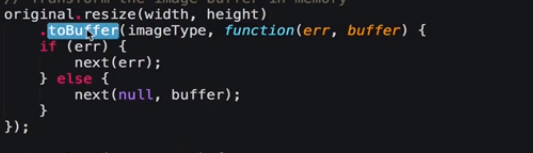 // Transform the image buffer in memory
original.resize(width, height)
.toBuffer(imageType, function(err, buffer) {
if (err) {
next(err);
} else {
next(null, buffer);
}
});